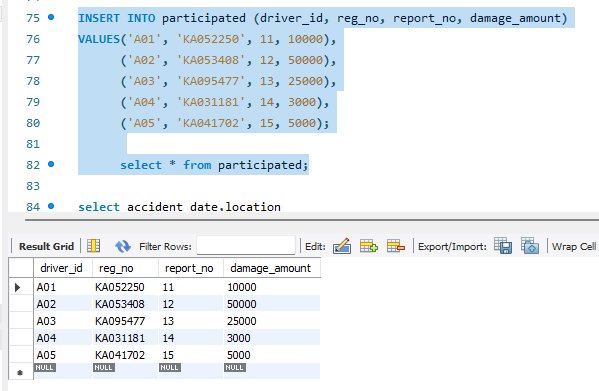 75 INSERT INTO participated (driver_id, reg_no, report_no, damage_amount)
76 VALUES('A01', 'KA052250', 11, 10000),
77 ('A02', 'KA053408', 12, 50000),
78 ('A03', 'KA095477', 13, 25000),
79 ('A04', 'KA031181', 14, 3000),
80 ('A05', 'KA041702', 15, 5000);
81
82 select * from participated;
83
84 select accident date.location
Result Grid Filter Rows: Edit: Export/Import: Wrap Cell
driver_id reg_no report_no damage_amount
A01 KA052250 11 10000
A02 KA053408 12 50000
A03 KA095477 13 25000
A04 KA031181 14 3000
A05 KA041702 15 5000
NULL NULL NULL NULL